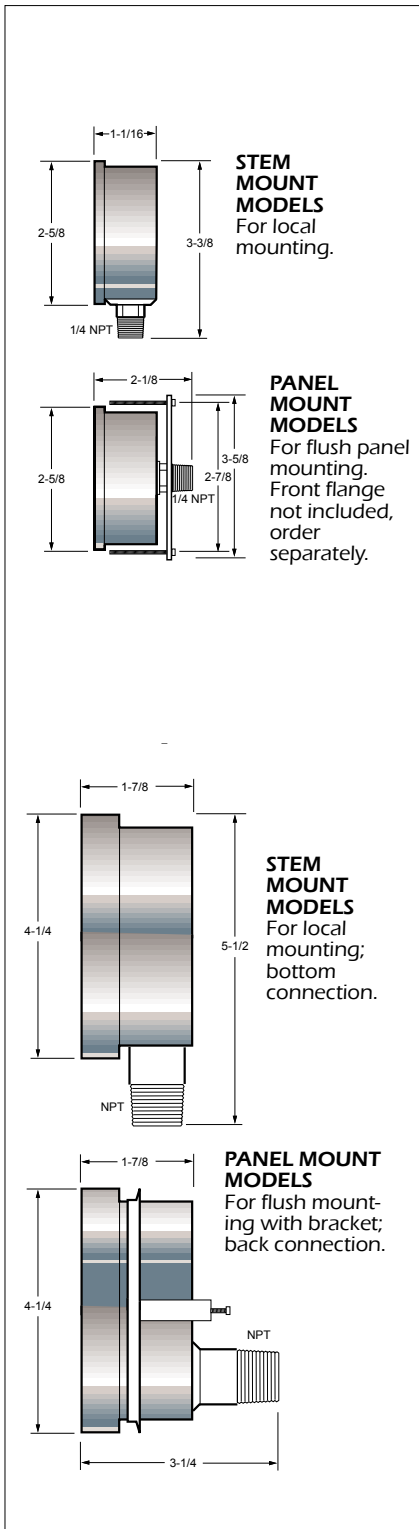 1-1/16
STEM
MOUNT
MODELS
For local
mounting.
2-5/8
3-3/8
1/4 NPT
2-1/8
PANEL
MOUNT
MODELS
For flush panel
mounting.
Front flange
not included,
order
separately.
2-5/8
3-5/8
2-7/8
1/4 NPT
1-7/8
STEM
MOUNT
MODELS
For local
mounting;
bottom
connection.
4-1/4
5-1/2
NPT
1-7/8
PANEL MOUNT
MODELS
For flush mount-
ing with bracket;
back connection.
4-1/4
NPT
3-1/4